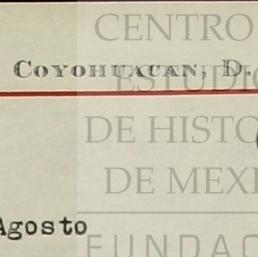 CENTRO
COYOHUACAN, D.
ESTUDIO
DE HISTO
DE MEXI
Agosto
FUNDAC